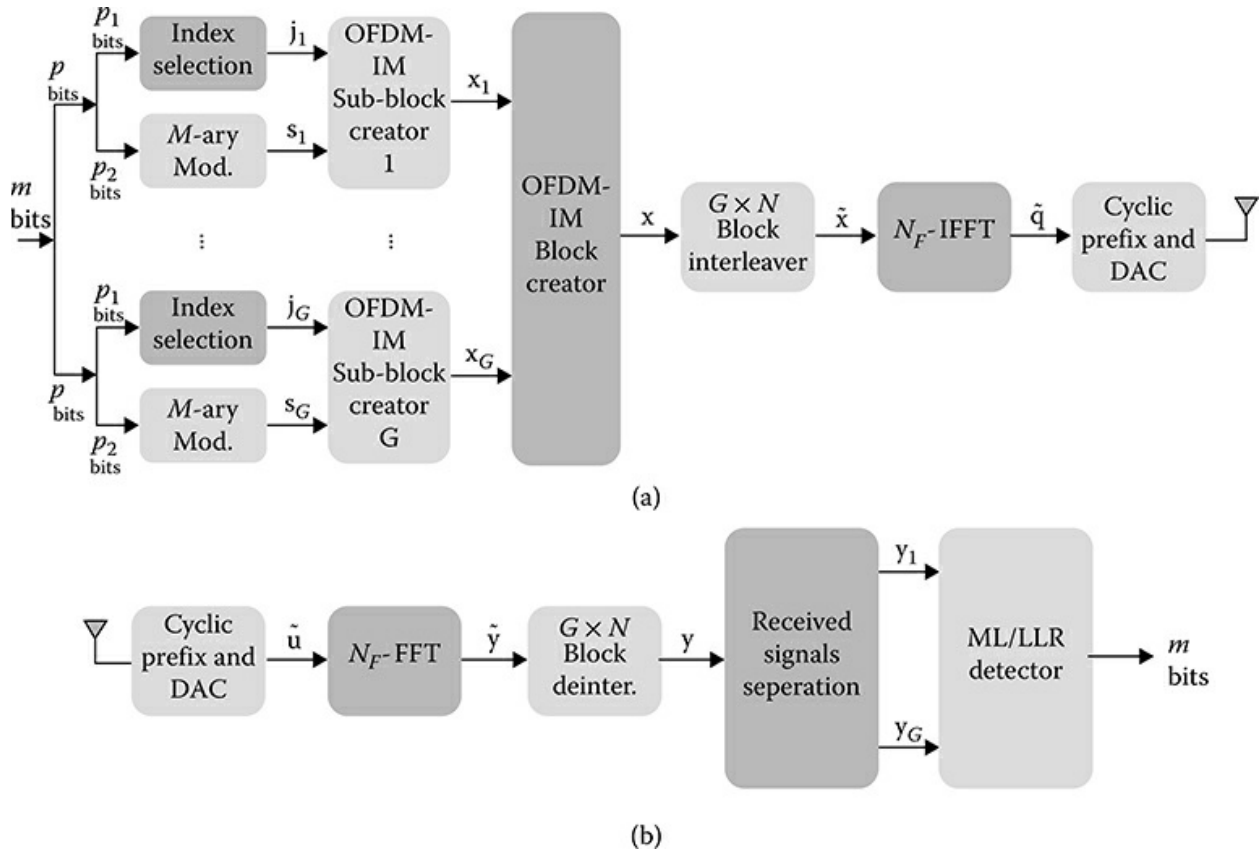 m
bits
p
bits
p1
bits
Index
selection
j1
p2
bits
M-ary
Mod.
s1
OFDM-
IM
Sub-block
creator
1
x1
⋮
⋮
p
bits
p1
bits
Index
selection
jG
p2
bits
M-ary
Mod.
sG
OFDM-
IM
Sub-block
creator
G
xG
OFDM-
IM
Block
creator
x
G × N
Block
interleaver
x̃
NF-IFFT
q̃
Cyclic
prefix and
DAC
(a)
Cyclic
prefix and
DAC
ũ
NF-FFT
ỹ
G × N
Block
deinter.
y
Received
signals
seperation
y1
yG
ML/LLR
detector
m
bits
(b)